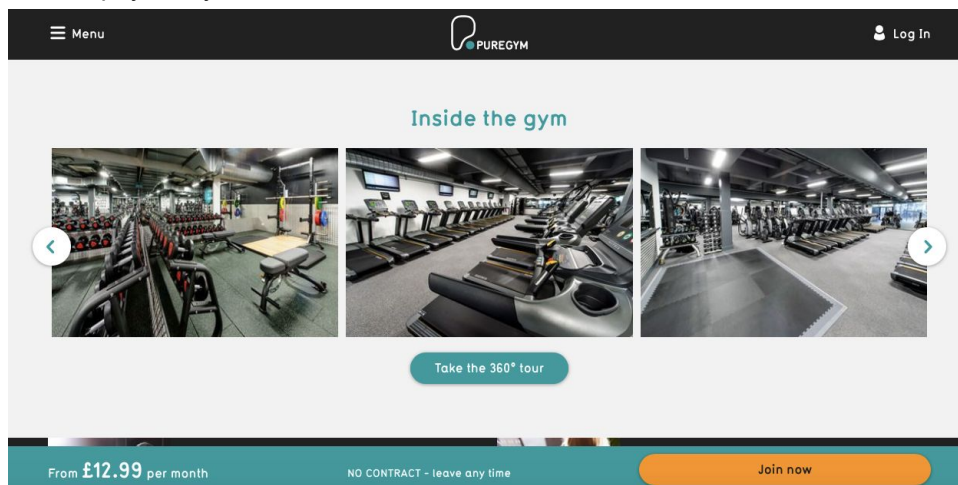 Menu
PUREGYM
Log In
Inside the gym
Take the 360° tour
From £12.99 per month
NO CONTRACT - leave any time
Join now